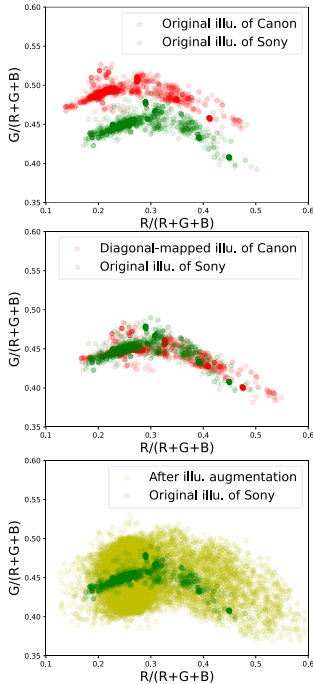 0.60
Original illu. of Canon
Original illu. of Sony
0.55
0.50
0.45
0.40
0.35
G/(R+G+B)
0.1 0.2 0.3 0.4 0.5 0.6
R/(R+G+B)
0.60
Diagonal-mapped illu. of Canon
Original illu. of Sony
0.55
0.50
0.45
0.40
0.35
G/(R+G+B)
0.1 0.2 0.3 0.4 0.5 0.6
R/(R+G+B)
0.60
After illu. augmentation
Original illu. of Sony
0.55
0.50
0.45
0.40
0.35
G/(R+G+B)
0.1 0.2 0.3 0.4 0.5 0.6
R/(R+G+B)